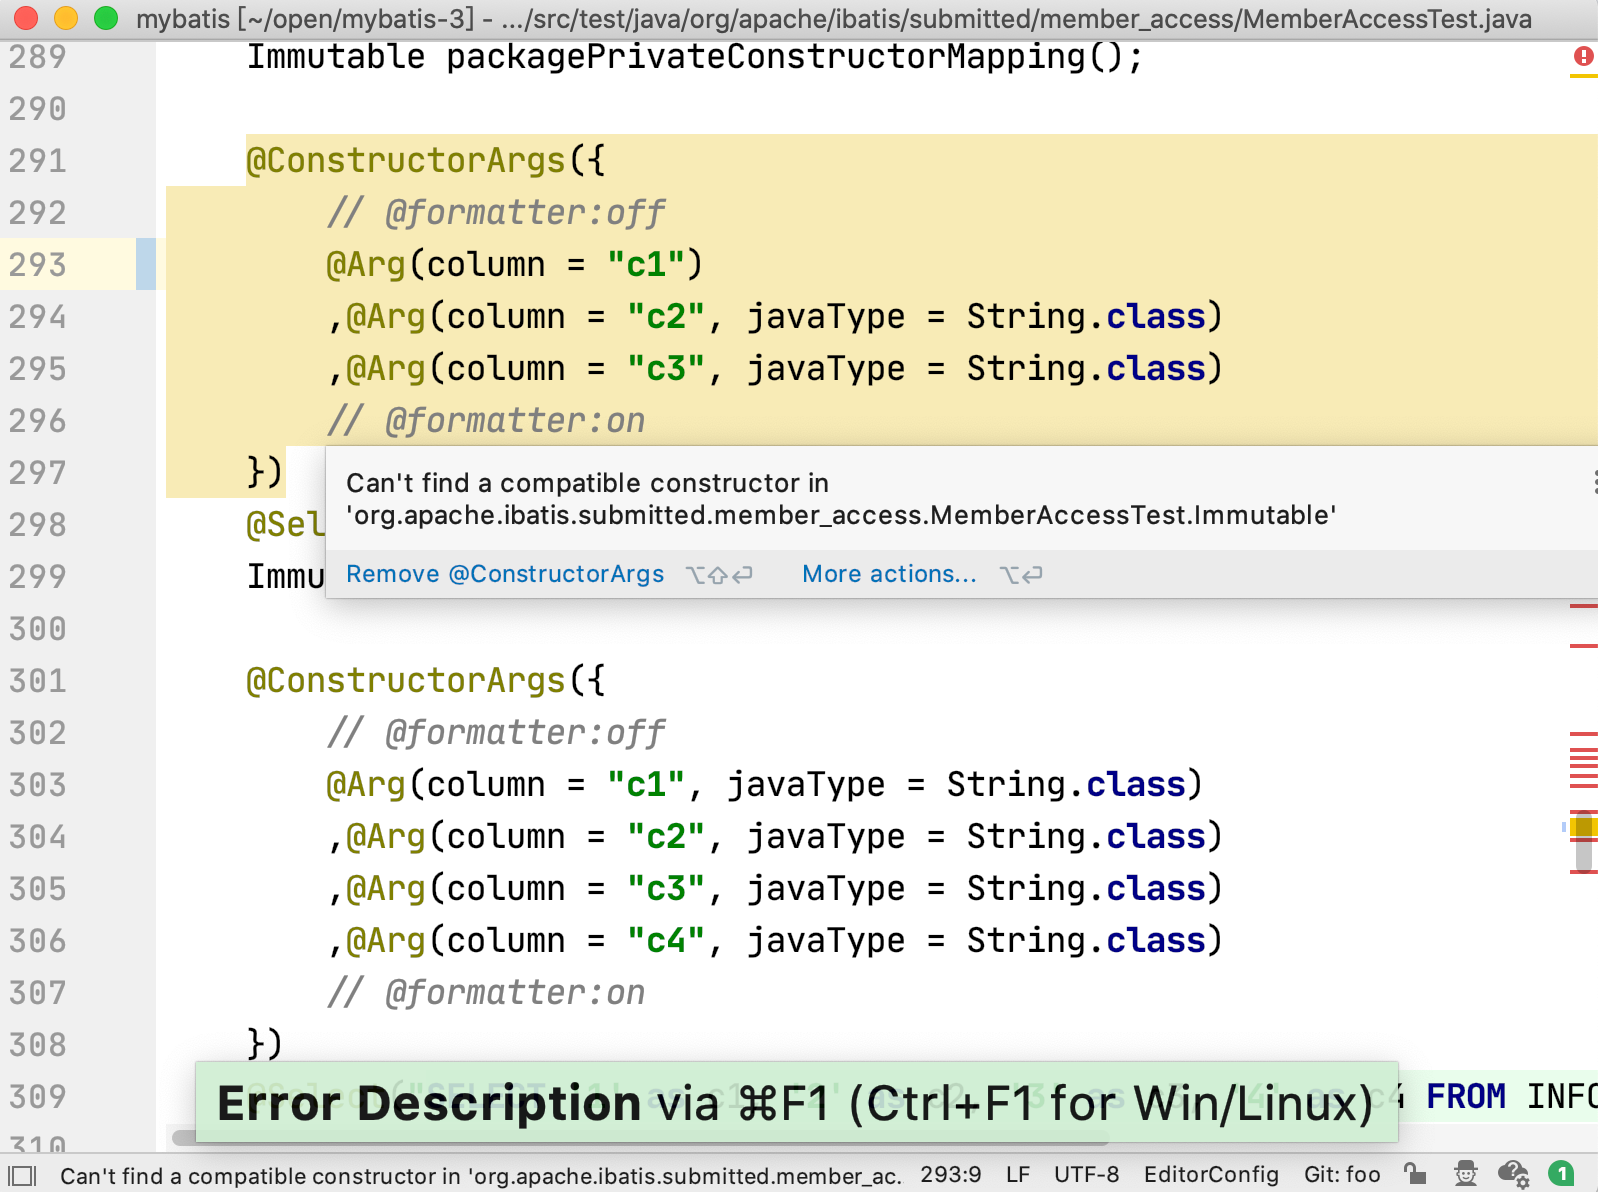 mybatis [~/open/mybatis-3] - .../src/test/java/org/apache/ibatis/submitted/member_access/MemberAccessTest.java
289 Immutable packagePrivateConstructorMapping();
290
291 @ConstructorArgs({
292 // @formatter:off
293 @Arg(column = "c1")
294 ,@Arg(column = "c2", javaType = String.class)
295 ,@Arg(column = "c3", javaType = String.class)
296 // @formatter:on
297 })
Can't find a compatible constructor in
'org.apache.ibatis.submitted.member_access.MemberAccessTest.Immutable'
298 @Sel
Remove @ConstructorArgs ⌥⇧⏎ More actions... ⌥⏎
299 Immu
300
301 @ConstructorArgs({
302 // @formatter:off
303 @Arg(column = "c1", javaType = String.class)
304 ,@Arg(column = "c2", javaType = String.class)
305 ,@Arg(column = "c3", javaType = String.class)
306 ,@Arg(column = "c4", javaType = String.class)
307 // @formatter:on
308 })
309 c4 FROM INFO
Error Description via ⌘F1 (Ctrl+F1 for Win/Linux)
310
Can't find a compatible constructor in 'org.apache.ibatis.submitted.member_ac.. 293:9 LF UTF-8 EditorConfig Git: foo 1